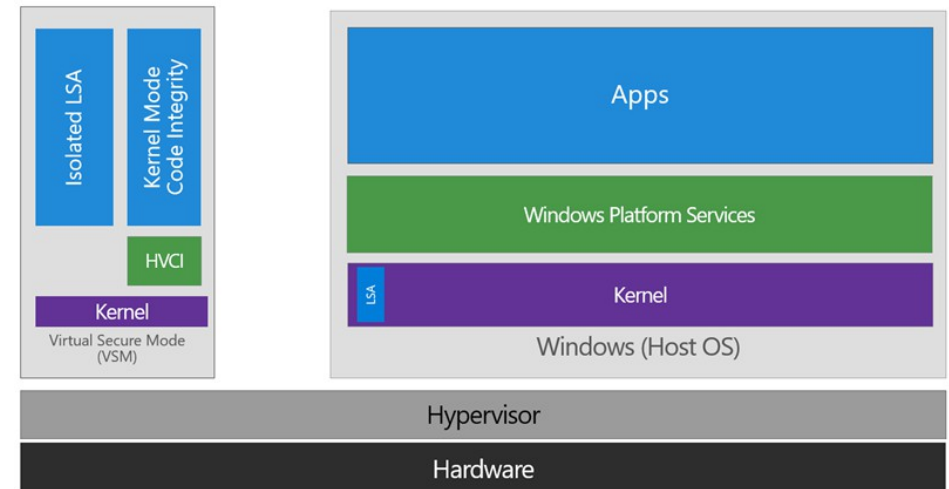 Isolated LSA
Kernel Mode
Code Integrity
HVCI
Kernel
Virtual Secure Mode
(VSM)
Apps
Windows Platform Services
LSA
Kernel
Windows (Host OS)
Hypervisor
Hardware